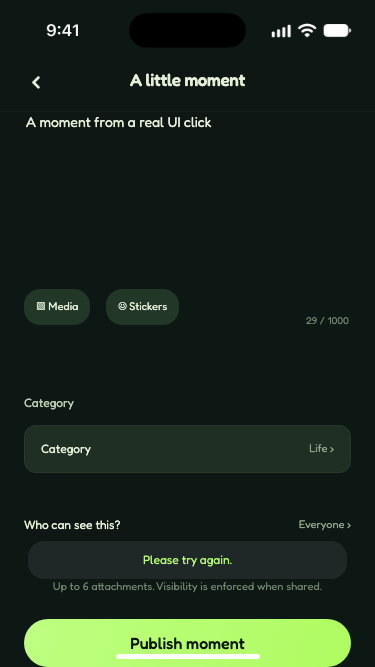 9:41
A little moment
A moment from a real UI click
Media
Stickers
29 / 1000
Category
Category
Life ›
Who can see this?
Everyone ›
Please try again.
Up to 6 attachments. Visibility is enforced when shared.
Publish moment